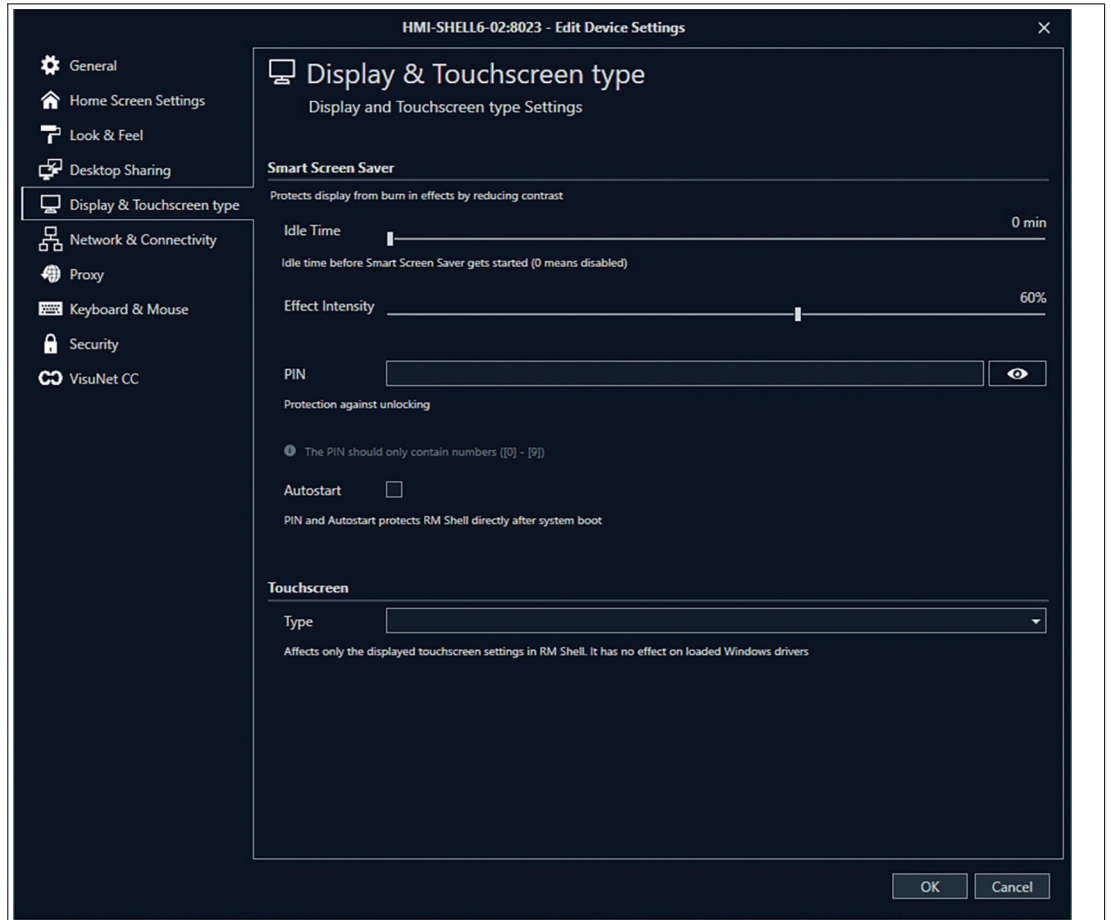 HMI-SHELL6-02:8023 - Edit Device Settings
General
Home Screen Settings
Look & Feel
Desktop Sharing
Display & Touchscreen type
Network & Connectivity
Proxy
Keyboard & Mouse
Security
VisuNet CC
Display & Touchscreen type
Display and Touchscreen type Settings
Smart Screen Saver
Protects display from burn in effects by reducing contrast
Idle Time
0 min
Idle time before Smart Screen Saver gets started (0 means disabled)
Effect Intensity
60%
PIN
Protection against unlocking
The PIN should only contain numbers ([0] - [9])
Autostart
PIN and Autostart protects RM Shell directly after system boot
Touchscreen
Type
Affects only the displayed touchscreen settings in RM Shell. It has no effect on loaded Windows drivers
OK
Cancel